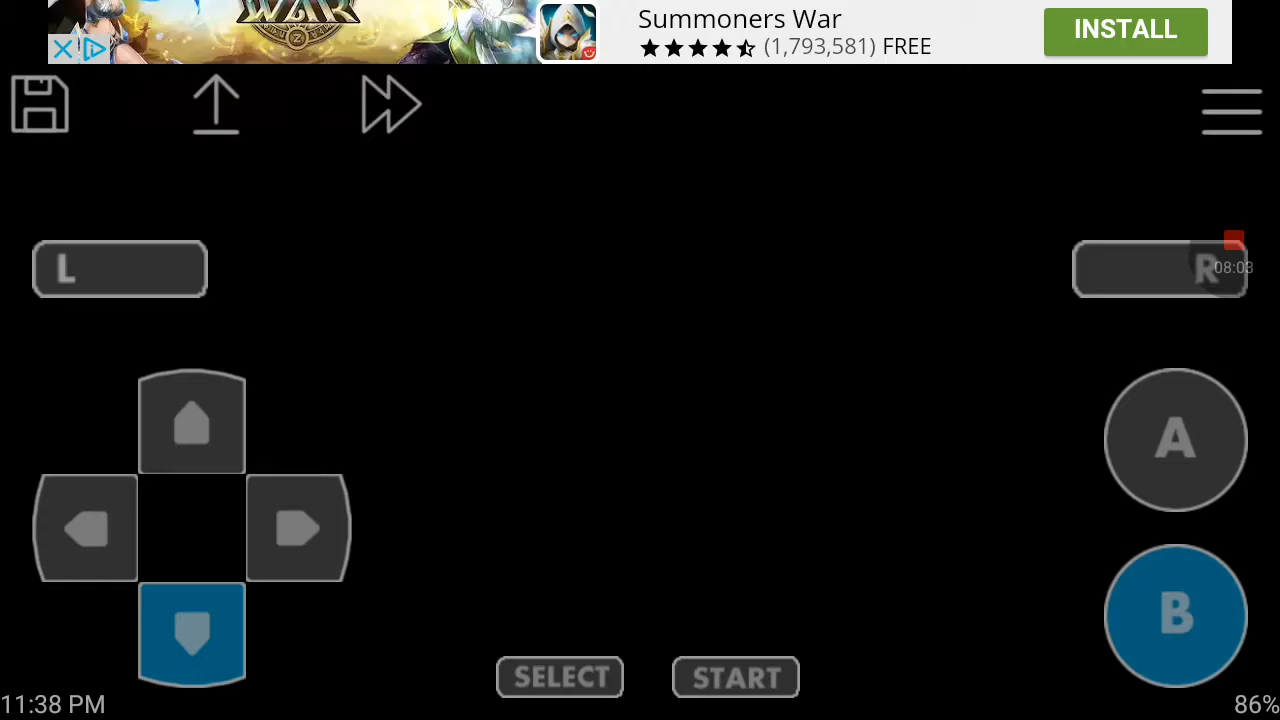 WAR
Summoners War
(1,793,581) FREE
INSTALL
L
R
08:03
A
B
SELECT
START
11:38 PM
86%